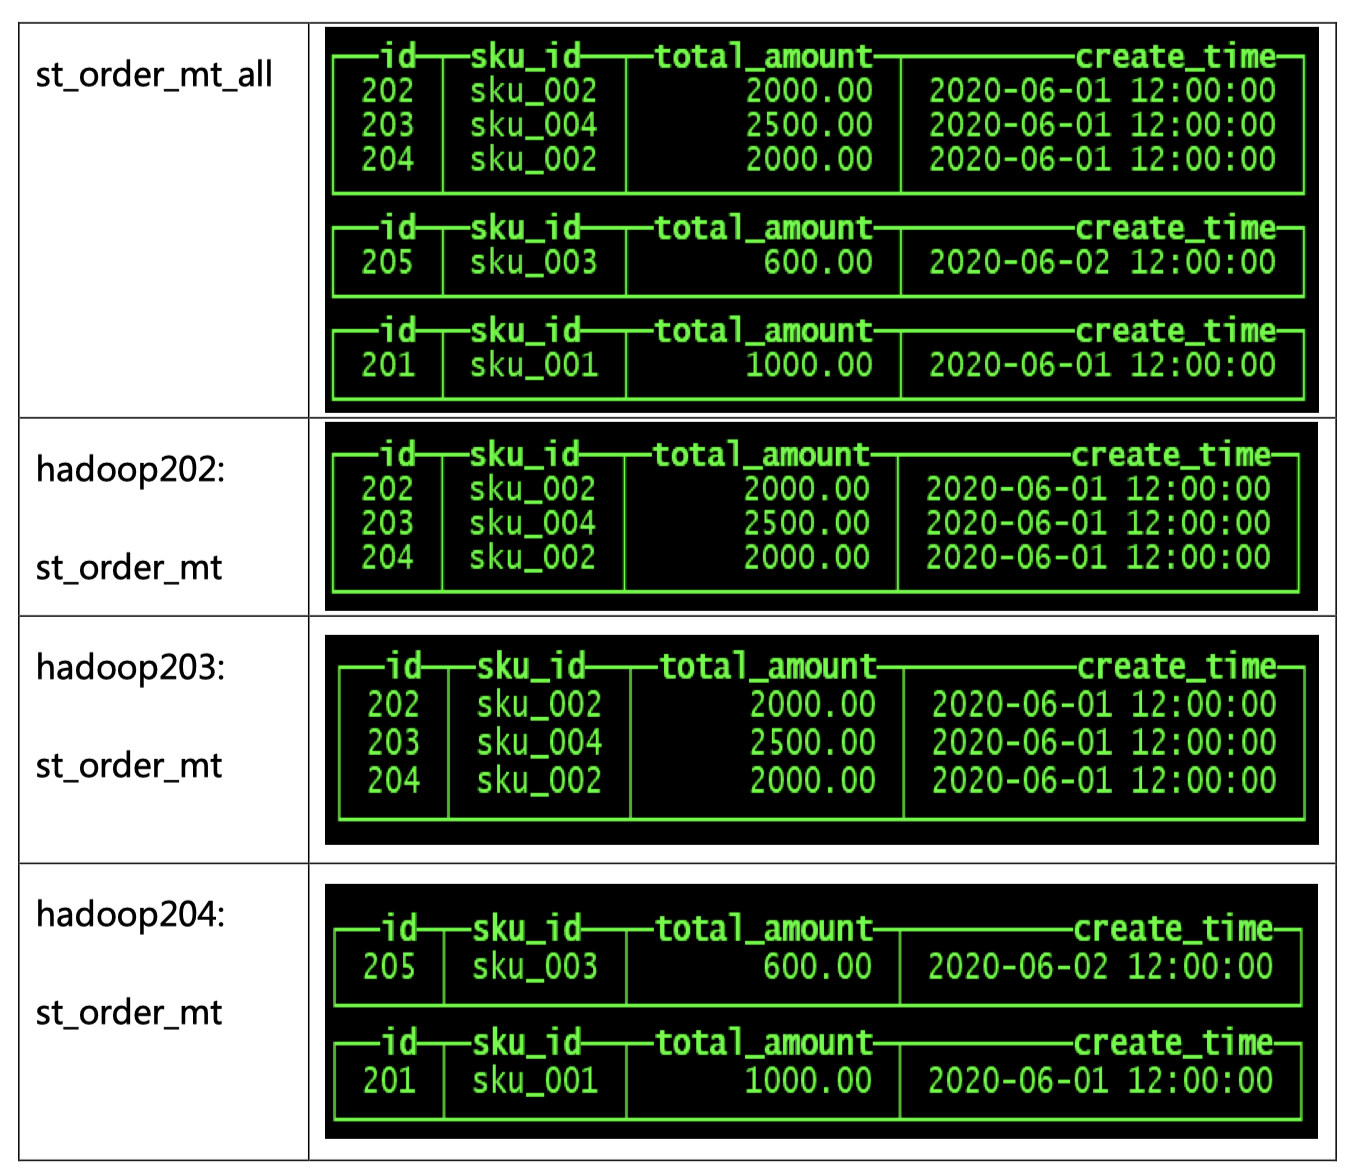 st_order_mt_all
id sku_id total_amount create_time
202 sku_002 2000.00 2020-06-01 12:00:00
203 sku_004 2500.00 2020-06-01 12:00:00
204 sku_002 2000.00 2020-06-01 12:00:00
id sku_id total_amount create_time
205 sku_003 600.00 2020-06-02 12:00:00
id sku_id total_amount create_time
201 sku_001 1000.00 2020-06-01 12:00:00
hadoop202:
st_order_mt
id sku_id total_amount create_time
202 sku_002 2000.00 2020-06-01 12:00:00
203 sku_004 2500.00 2020-06-01 12:00:00
204 sku_002 2000.00 2020-06-01 12:00:00
hadoop203:
st_order_mt
id sku_id total_amount create_time
202 sku_002 2000.00 2020-06-01 12:00:00
203 sku_004 2500.00 2020-06-01 12:00:00
204 sku_002 2000.00 2020-06-01 12:00:00
hadoop204:
st_order_mt
id sku_id total_amount create_time
205 sku_003 600.00 2020-06-02 12:00:00
id sku_id total_amount create_time
201 sku_001 1000.00 2020-06-01 12:00:00